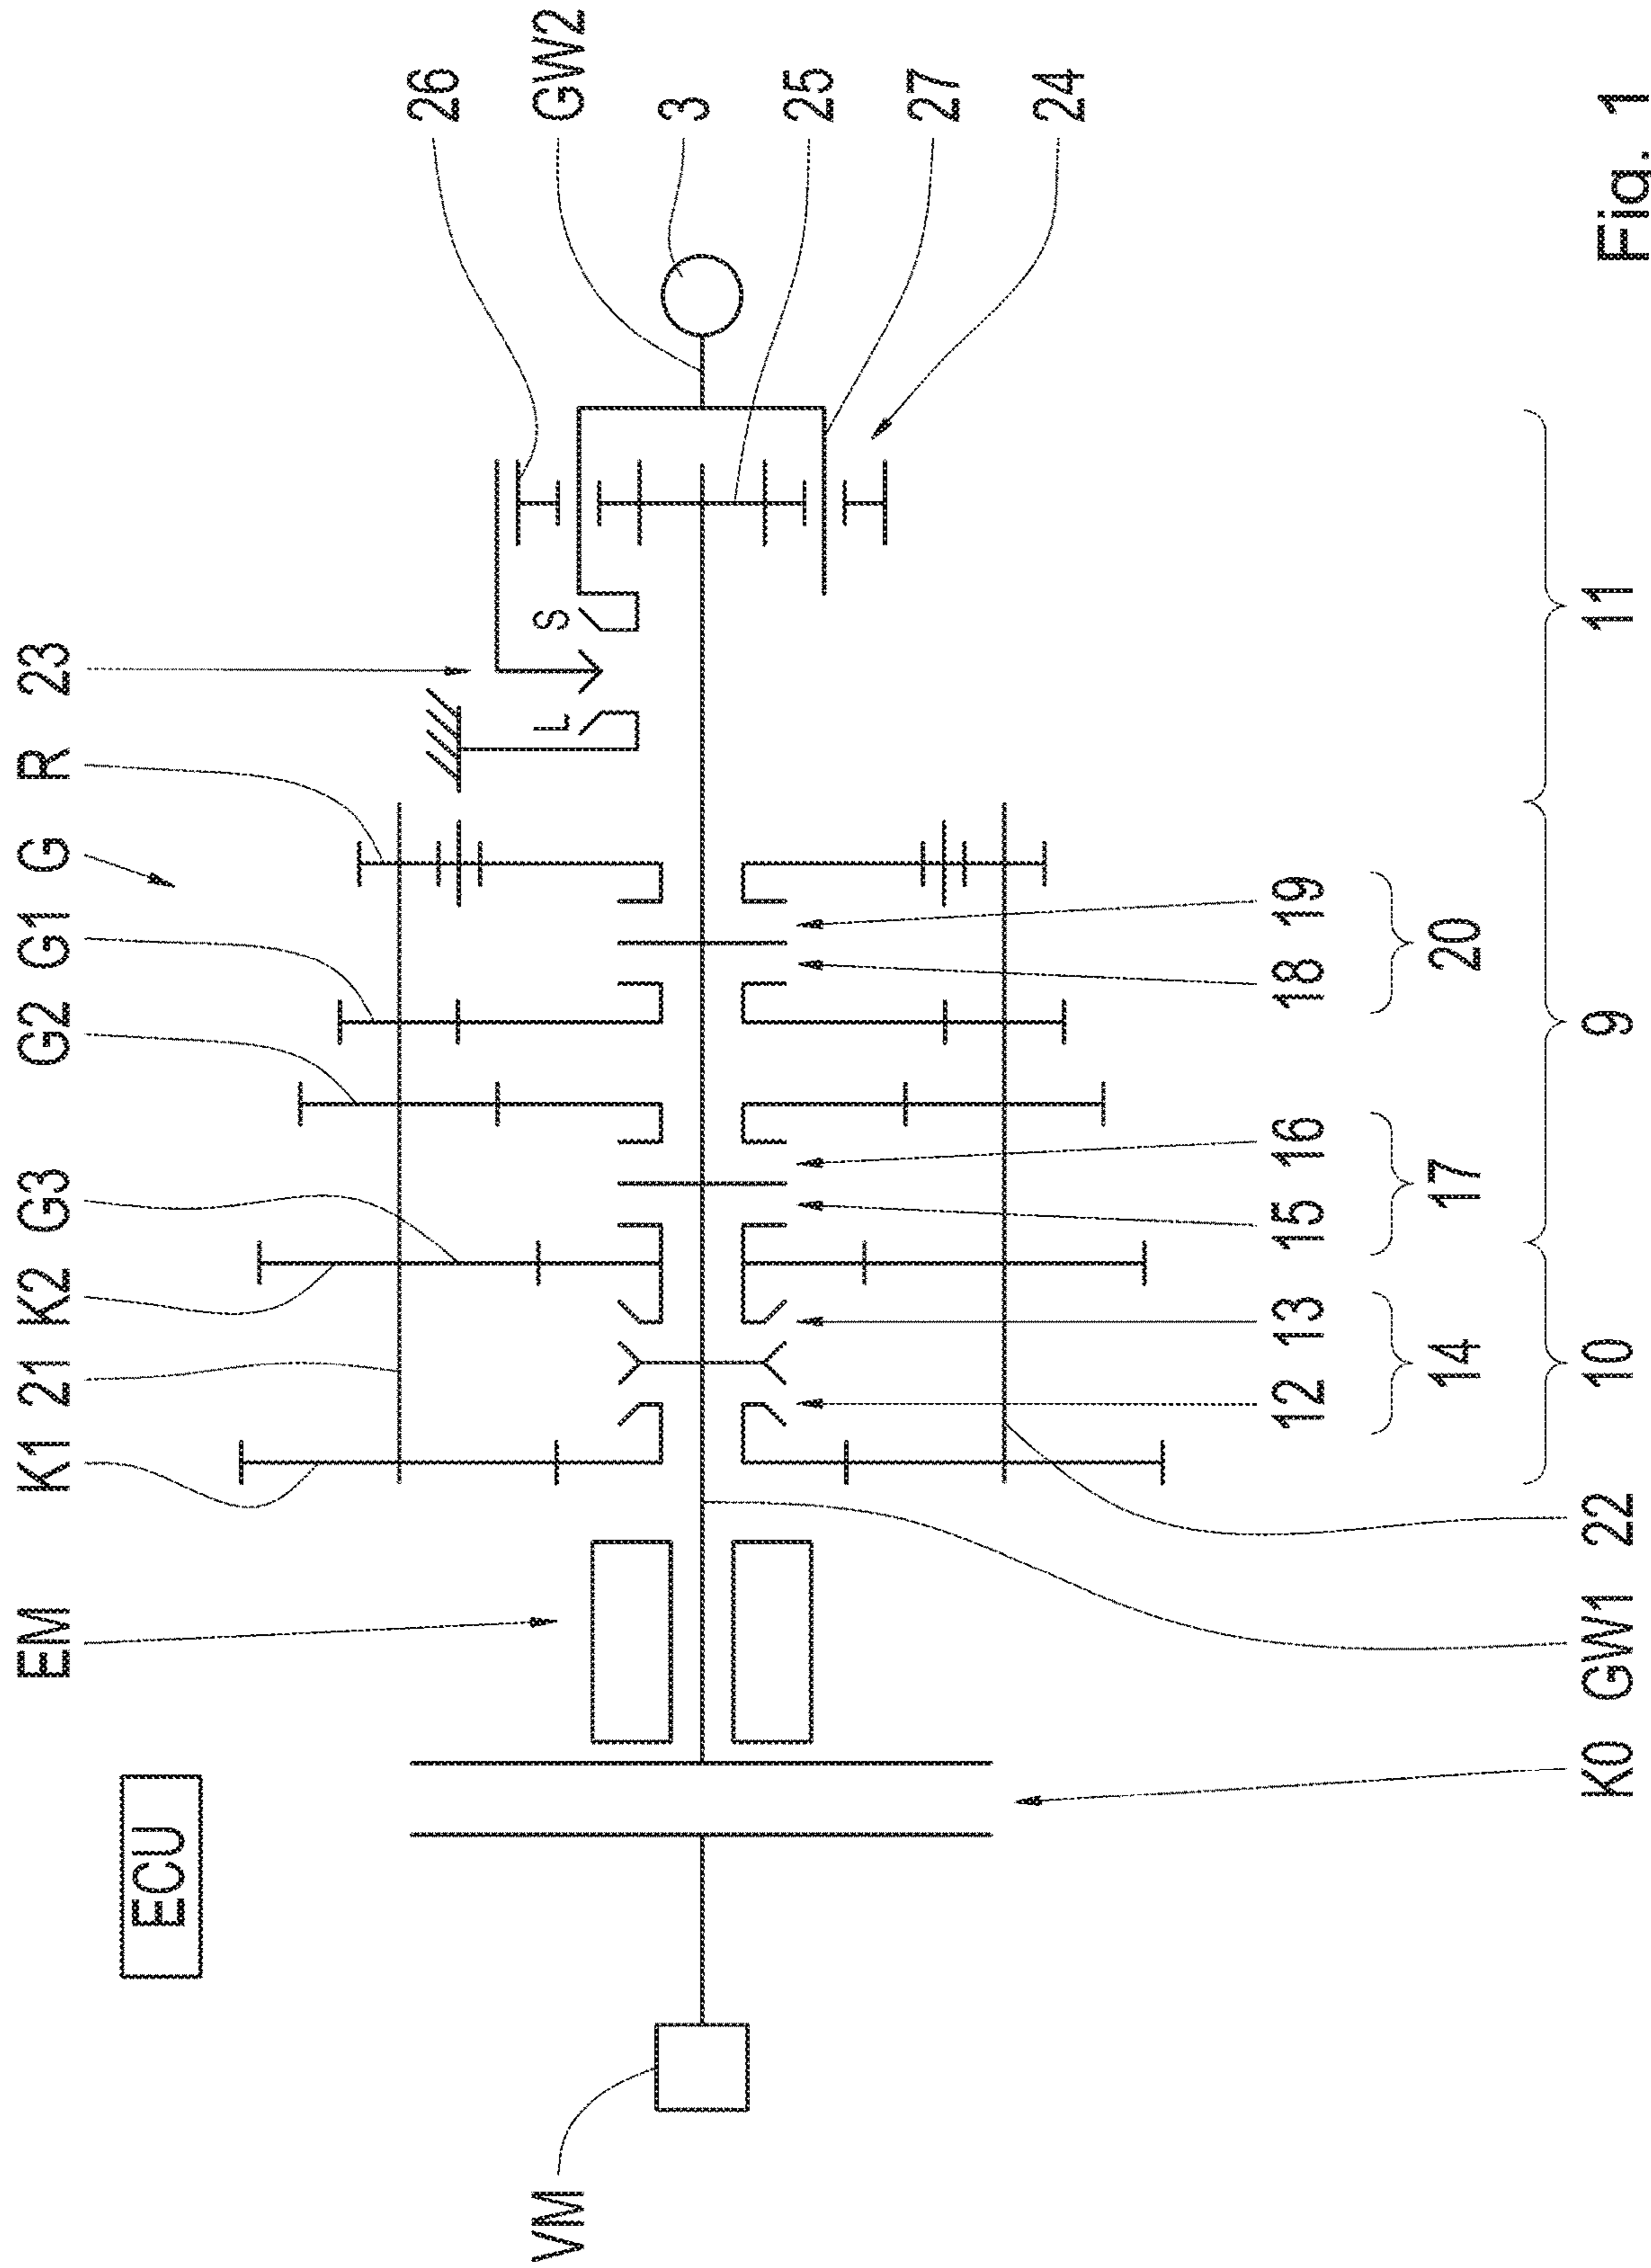 VM
ECU
EM
K1 21 K2 G3 G2 G1 G R 23
26
GW2
3
25
27
24
L S
K0 GW1 22
12 13 15 16 18 19
14 17 20
10 9 11
Fig. 1